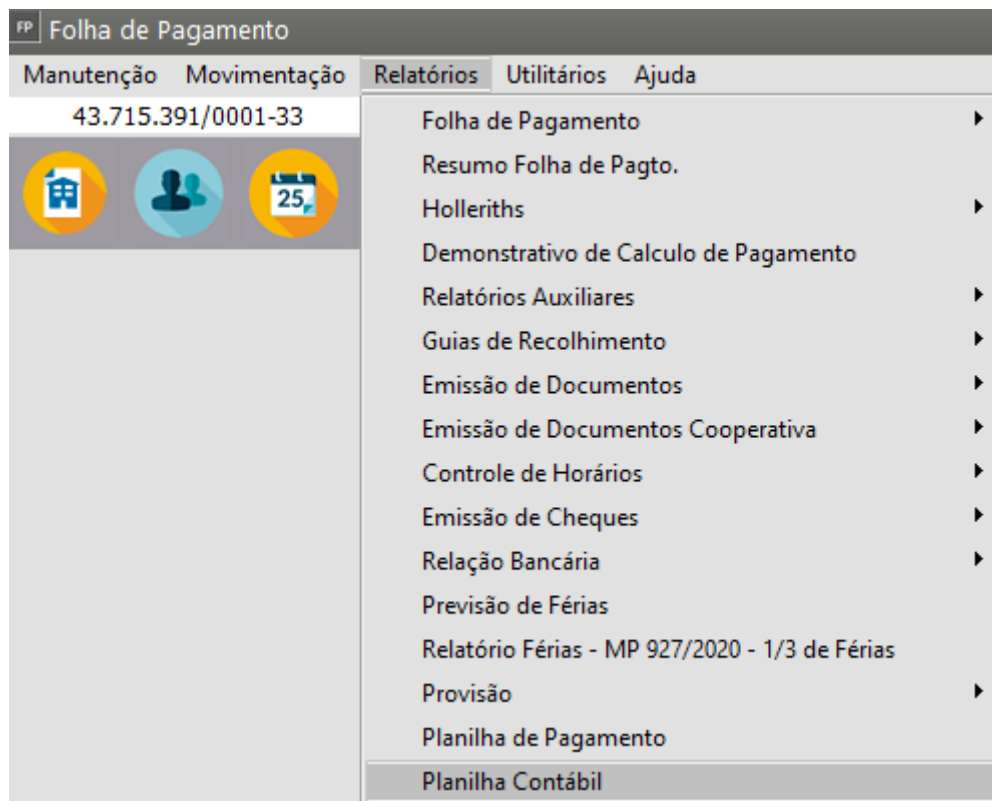 FP Folha de Pagamento
Manutenção Movimentação Relatórios Utilitários Ajuda
43.715.391/0001-33
25
Folha de Pagamento
Resumo Folha de Pagto.
Holleriths
Demonstrativo de Calculo de Pagamento
Relatórios Auxiliares
Guias de Recolhimento
Emissão de Documentos
Emissão de Documentos Cooperativa
Controle de Horários
Emissão de Cheques
Relação Bancária
Previsão de Férias
Relatório Férias - MP 927/2020 - 1/3 de Férias
Provisão
Planilha de Pagamento
Planilha Contábil